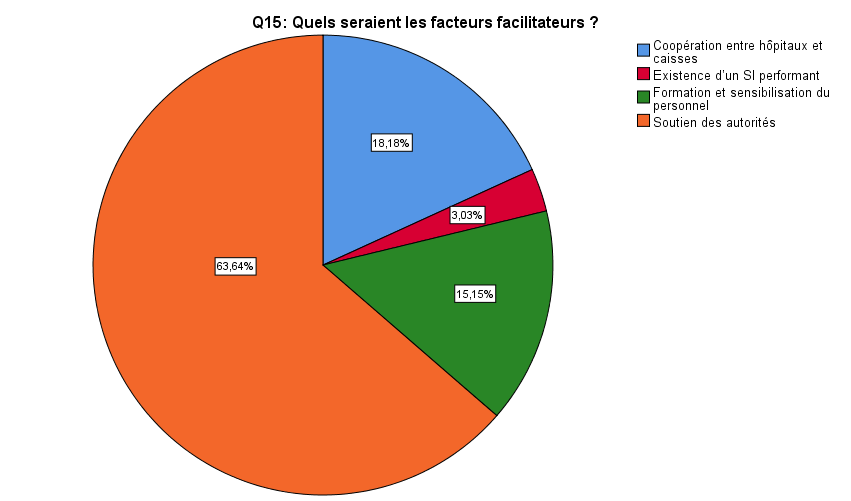 Q15: Quels seraient les facteurs facilitateurs ?
Coopération entre hôpitaux et
caisses
Existence d'un SI performant
Formation et sensibilisation du
personnel
Soutien des autorités
18,18%
3,03%
63,64%
15,15%